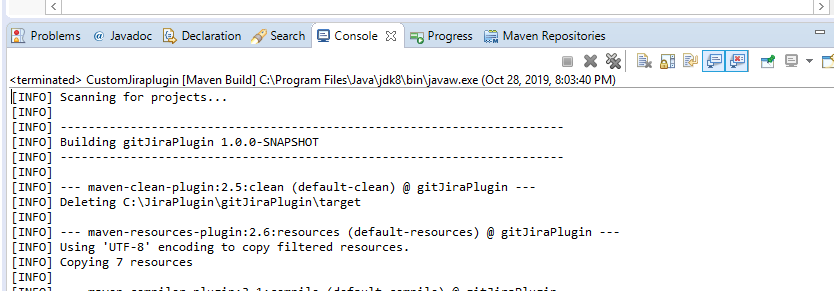 Problems @ Javadoc Declaration Search Console Progress Maven Repositories
<terminated> CustomJiraplugin [Maven Build] C:\Program Files\Java\jdk8\bin\javaw.exe (Oct 28, 2019, 8:03:40 PM)
[INFO] Scanning for projects...
[INFO]
[INFO] ------------------------------------------------------------------------
[INFO] Building gitJiraPlugin 1.0.0-SNAPSHOT
[INFO] ------------------------------------------------------------------------
[INFO]
[INFO] --- maven-clean-plugin:2.5:clean (default-clean) @ gitJiraPlugin ---
[INFO] Deleting C:\JiraPlugin\gitJiraPlugin\target
[INFO]
[INFO] --- maven-resources-plugin:2.6:resources (default-resources) @ gitJiraPlugin ---
[INFO] Using 'UTF-8' encoding to copy filtered resources.
[INFO] Copying 7 resources
[INFO]